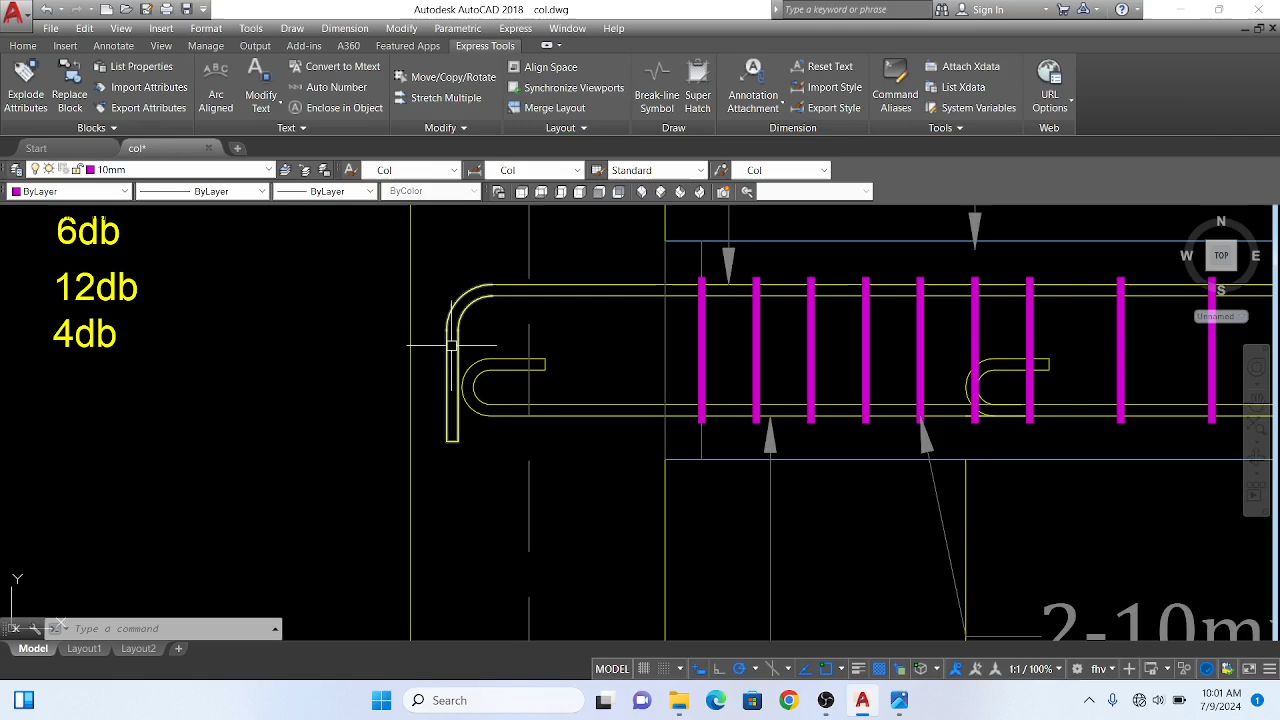 Autodesk AutoCAD 2018 col.dwg
Type a keyword or phrase
Sign In
File Edit View Insert Format Tools Draw Dimension Modify Parametric Express Window Help
Home Insert Annotate View Manage Output Add-ins A360 Featured Apps Express Tools
Explode Attributes
Replace Block
List Properties
Import Attributes
Export Attributes
Arc Aligned
Modify Text
Convert to Mtext
Auto Number
Enclose in Object
Move/Copy/Rotate
Stretch Multiple
Align Space
Synchronize Viewports
Merge Layout
Break-line Symbol
Super Hatch
Annotation Attachment
Reset Text
Import Style
Export Style
Command Aliases
Attach Xdata
List Xdata
System Variables
URL Options
Blocks Text Modify Layout Draw Dimension Tools Web
Start col*
10mm Col Col Standard Col
ByLayer ByLayer ByLayer ByColor
6db
12db
4db
N
W TOP E
S
Unnamed
2-10m
Y
X
Type a command
Model Layout1 Layout2
MODEL 1:1 / 100% fhv
Search
10:01 AM
7/9/2024